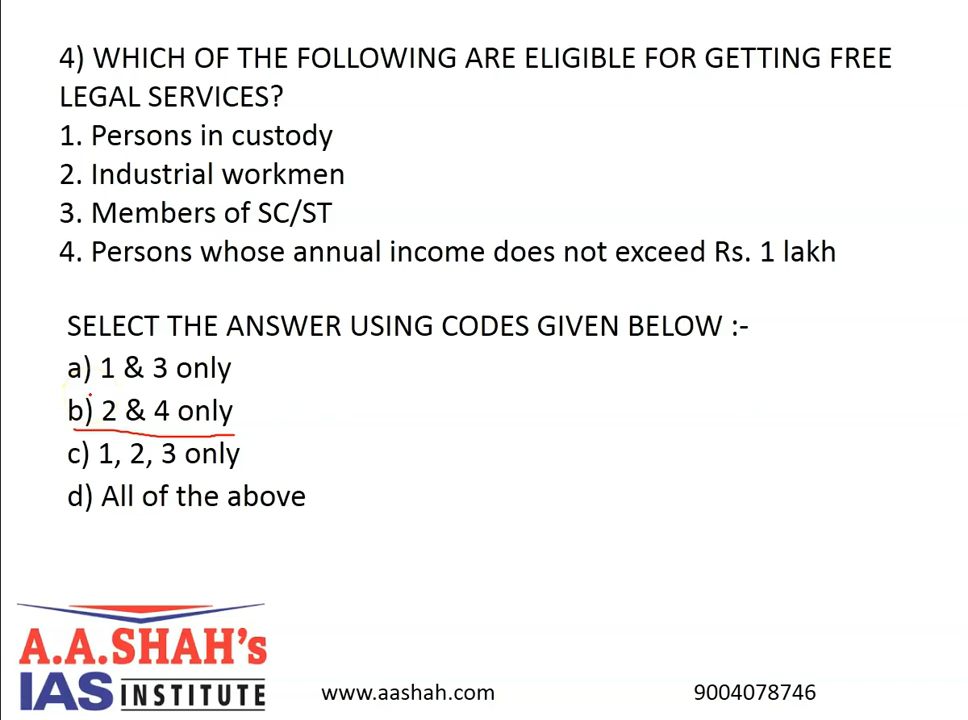 4) WHICH OF THE FOLLOWING ARE ELIGIBLE FOR GETTING FREE
LEGAL SERVICES?
1. Persons in custody
2. Industrial workmen
3. Members of SC/ST
4. Persons whose annual income does not exceed Rs. 1 lakh
SELECT THE ANSWER USING CODES GIVEN BELOW :-
a) 1 & 3 only
b) 2 & 4 only
c) 1, 2, 3 only
d) All of the above
A.A.SHAH's
IAS INSTITUTE
www.aashah.com
9004078746